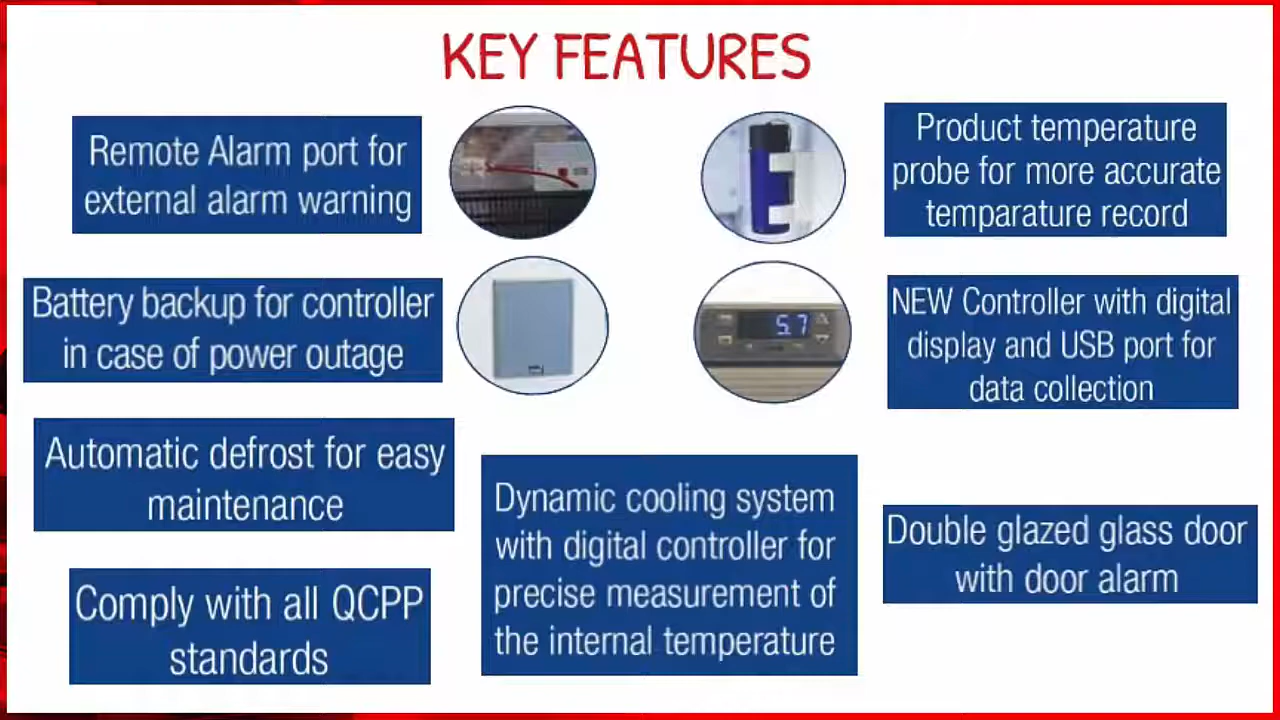 KEY FEATURES
Remote Alarm port for
external alarm warning
Product temperature
probe for more accurate
temparature record
Battery backup for controller
in case of power outage
5.7
NEW Controller with digital
display and USB port for
data collection
Automatic defrost for easy
maintenance
Dynamic cooling system
with digital controller for
precise measurement of
the internal temperature
Double glazed glass door
with door alarm
Comply with all QCPP
standards